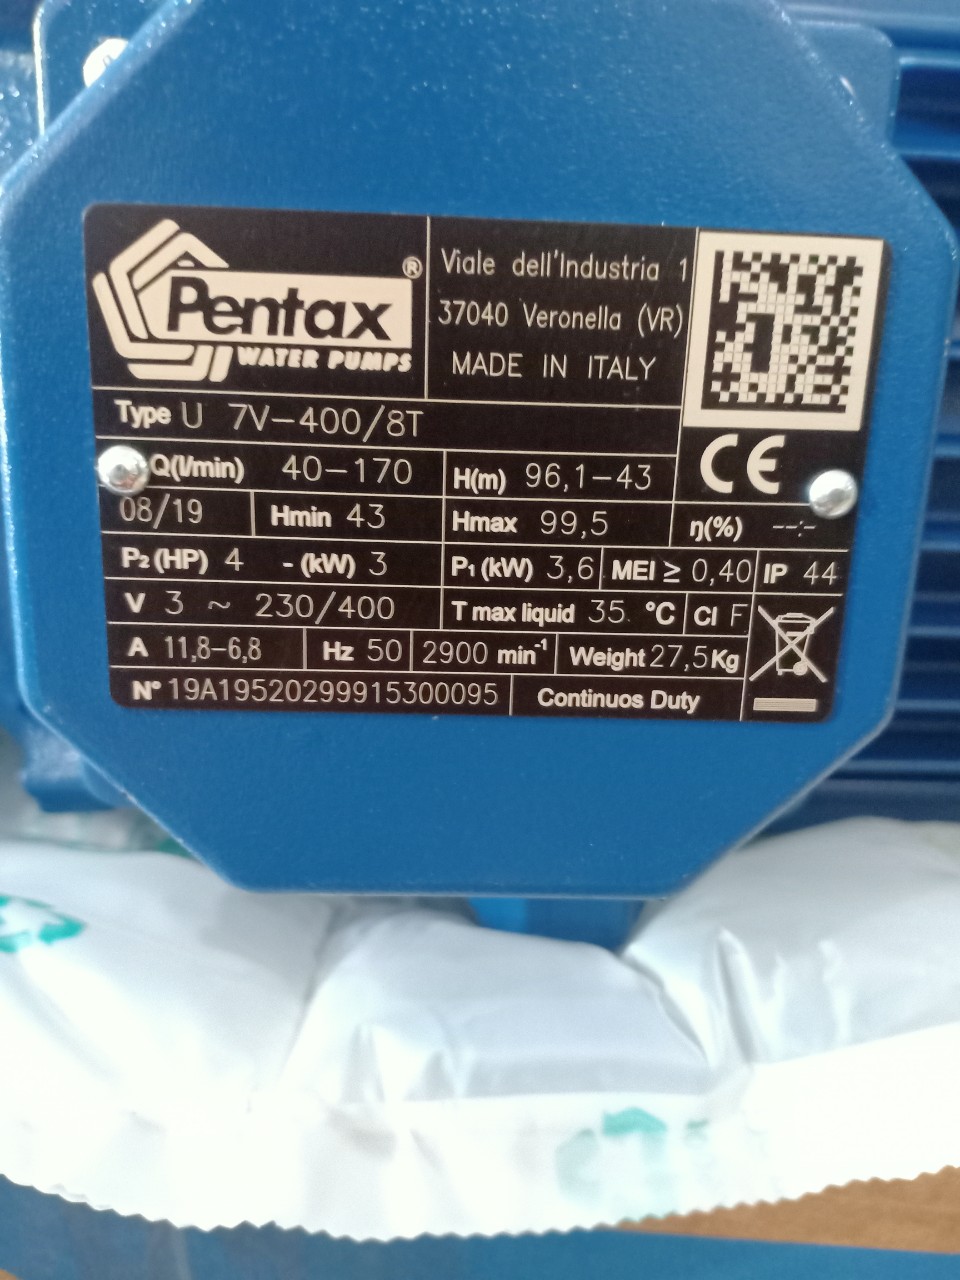 Pentax ®
WATER PUMPS
Viale dell'Industria 1
37040 Veronella (VR)
MADE IN ITALY
Type U 7V-400/8T
Q(l/min) 40-170 H(m) 96,1-43 CE
08/19 Hmin 43 Hmax 99,5 η(%) --:-
P2 (HP) 4 - (kW) 3 P1 (kW) 3,6 MEI ≥ 0,40 IP 44
V 3 ~ 230/400 T max liquid 35 °C Cl F
A 11,8-6,8 Hz 50 2900 min-1 Weight 27,5 Kg
N° 19A19520299915300095 Continuos Duty